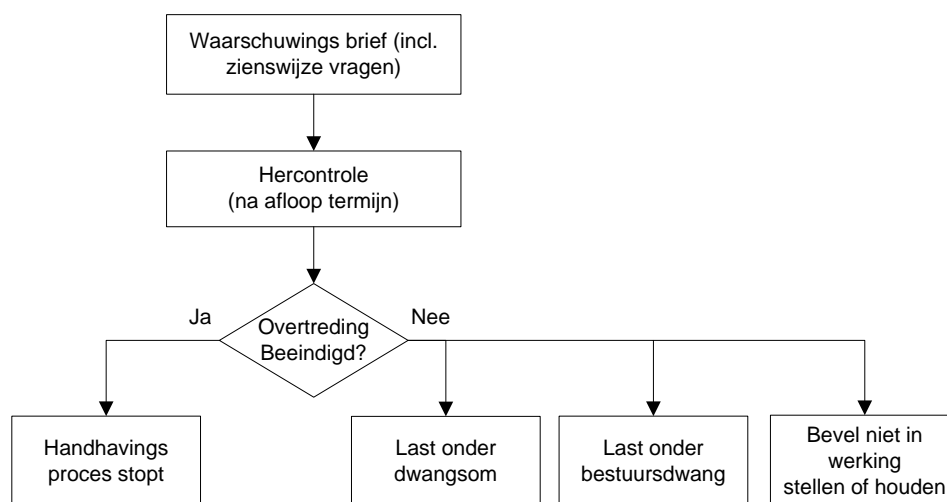 Waarschuwings brief (incl.
zienswijze vragen)
Hercontrole
(na afloop termijn)
Ja
Overtreding
Beeindigd?
Nee
Handhavings
proces stopt
Last onder
dwangsom
Last onder
bestuursdwang
Bevel niet in
werking
stellen of houden